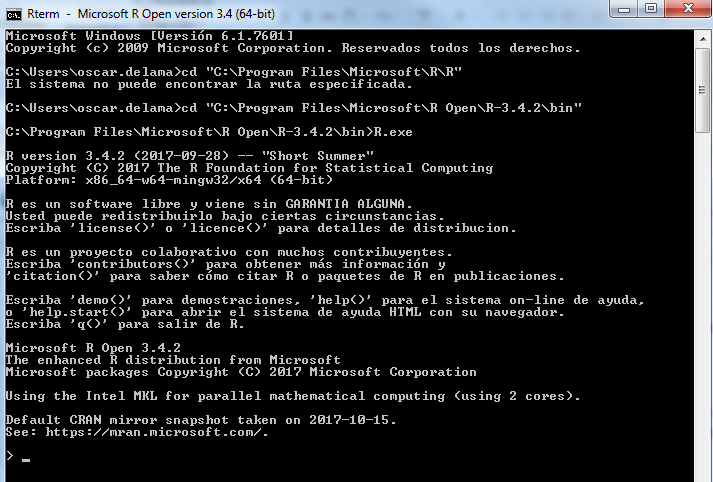 Rterm - Microsoft R Open version 3.4 (64-bit)
Microsoft Windows [Versión 6.1.7601]
Copyright (c) 2009 Microsoft Corporation. Reservados todos los derechos.
C:\Users\oscar.delama>cd "C:\Program Files\Microsoft\R\R"
El sistema no puede encontrar la ruta especificada.
C:\Users\oscar.delama>cd "C:\Program Files\Microsoft\R Open\R-3.4.2\bin"
C:\Program Files\Microsoft\R Open\R-3.4.2\bin>R.exe
R version 3.4.2 (2017-09-28) -- "Short Summer"
Copyright (C) 2017 The R Foundation for Statistical Computing
Platform: x86_64-w64-mingw32/x64 (64-bit)
R es un software libre y viene sin GARANTIA ALGUNA.
Usted puede redistribuirlo bajo ciertas circunstancias.
Escriba 'license()' o 'licence()' para detalles de distribucion.
R es un proyecto colaborativo con muchos contribuyentes.
Escriba 'contributors()' para obtener más información y
'citation()' para saber cómo citar R o paquetes de R en publicaciones.
Escriba 'demo()' para demostraciones, 'help()' para el sistema on-line de ayuda,
o 'help.start()' para abrir el sistema de ayuda HTML con su navegador.
Escriba 'q()' para salir de R.
Microsoft R Open 3.4.2
The enhanced R distribution from Microsoft
Microsoft packages Copyright (C) 2017 Microsoft Corporation
Using the Intel MKL for parallel mathematical computing (using 2 cores).
Default CRAN mirror snapshot taken on 2017-10-15.
See: https://mran.microsoft.com/.
> _